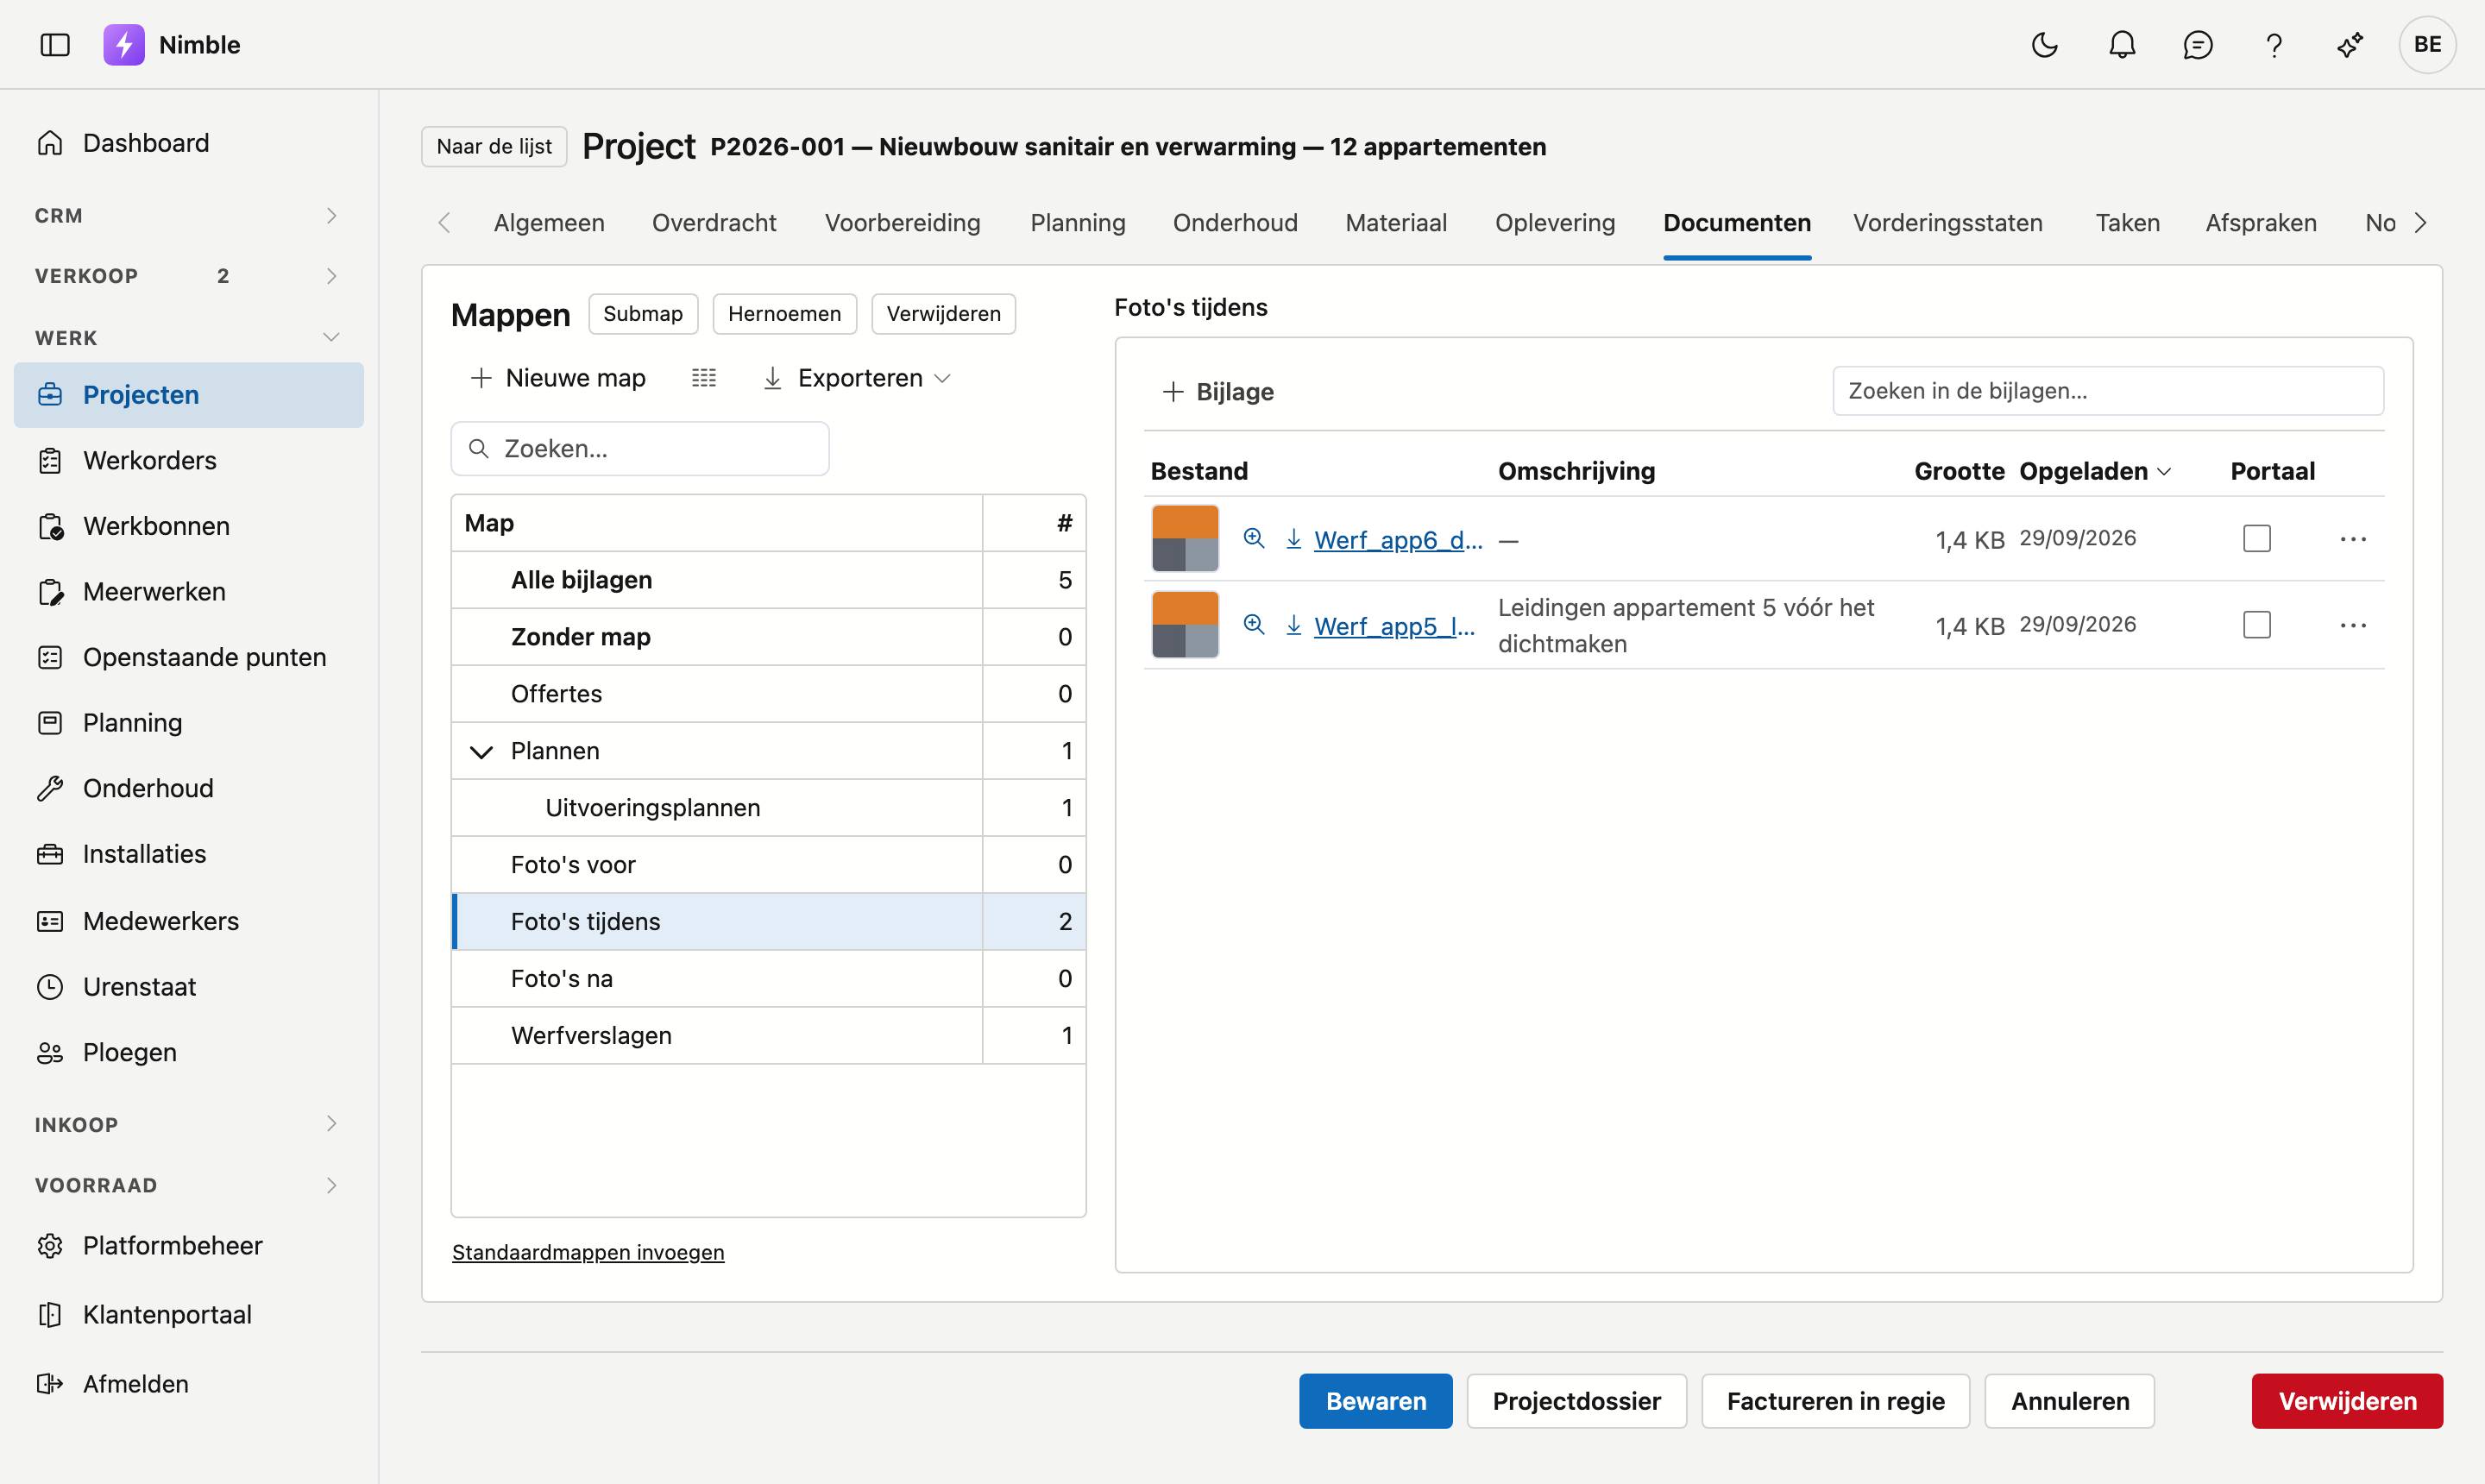 Nimble
BE
Dashboard
CRM
VERKOOP 2
WERK
Projecten
Werkorders
Werkbonnen
Meerwerken
Openstaande punten
Planning
Onderhoud
Installaties
Medewerkers
Urenstaat
Ploegen
INKOOP
VOORRAAD
Platformbeheer
Klantenportaal
Afmelden
Naar de lijst Project P2026-001 — Nieuwbouw sanitair en verwarming — 12 appartementen
Algemeen Overdracht Voorbereiding Planning Onderhoud Materiaal Oplevering Documenten Vorderingsstaten Taken Afspraken No
Mappen Submap Hernoemen Verwijderen
Nieuwe map Exporteren
Zoeken...
Map #
Alle bijlagen 5
Zonder map 0
Offertes 0
Plannen 1
Uitvoeringsplannen 1
Foto's voor 0
Foto's tijdens 2
Foto's na 0
Werfverslagen 1
Standaardmappen invoegen
Foto's tijdens
Bijlage Zoeken in de bijlagen...
Bestand Omschrijving Grootte Opgeladen Portaal
Werf_app6_d... — 1,4 KB 29/09/2026
Werf_app5_l... Leidingen appartement 5 vóór het 1,4 KB 29/09/2026
dichtmaken
Bewaren Projectdossier Factureren in regie Annuleren Verwijderen